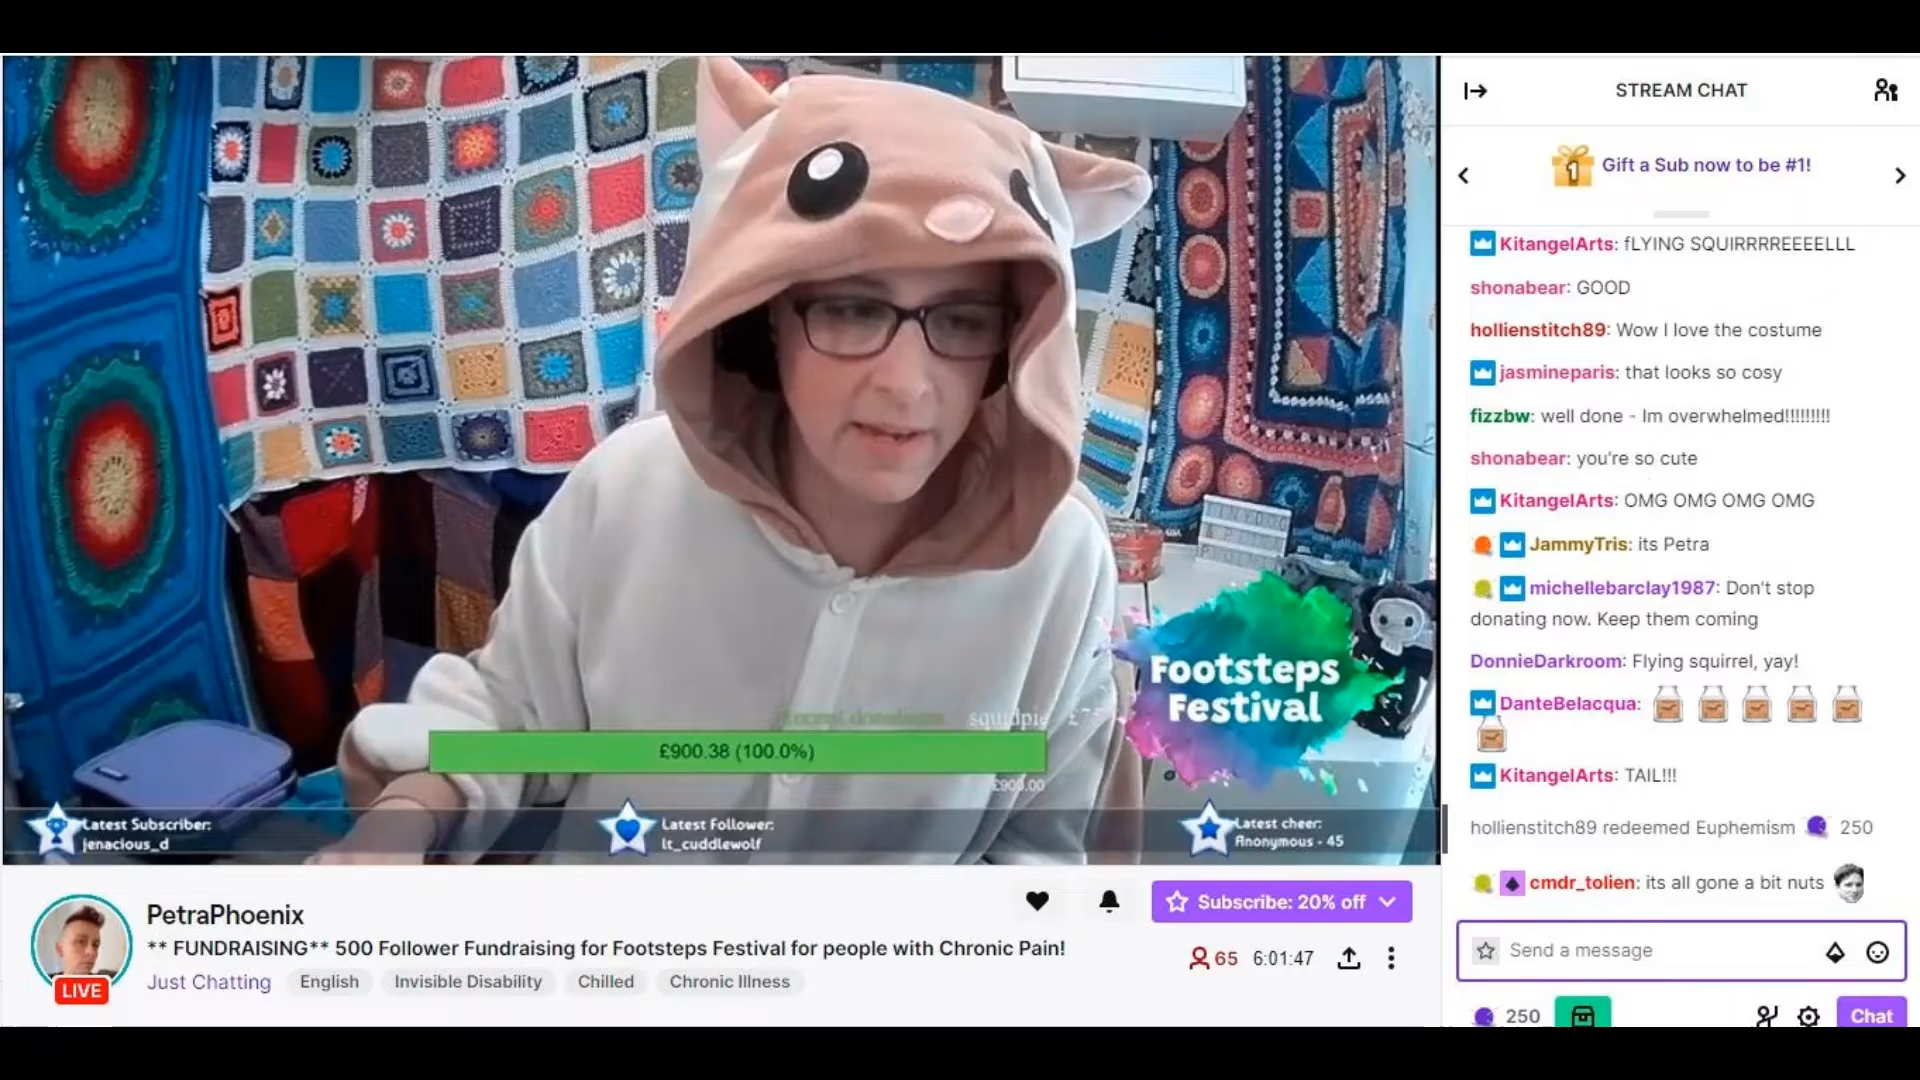 STREAM CHAT
1
Gift a Sub now to be #1!
KitangelArts: fLYING SQUIRRRREEEELLL
shonabear: GOOD
hollienstitch89: Wow I love the costume
jasmineparis: that looks so cosy
fizzbw: well done - Im overwhelmed!!!!!!!!!
shonabear: you're so cute
KitangelArts: OMG OMG OMG OMG
JammyTris: its Petra
michellebarclay1987: Don't stop
donating now. Keep them coming
DonnieDarkroom: Flying squirrel, yay!
DanteBelacqua:
KitangelArts: TAIL!!!
hollienstitch89 redeemed Euphemism 250
cmdr_tolien: its all gone a bit nuts
Send a message
250
Chat
Footsteps
Festival
squidpie
£900.38 (100.0%)
£900.00
Latest Subscriber:
jenacious_d
Latest Follower:
lt_cuddlewolf
Latest cheer:
Anonymous - 45
PetraPhoenix
Subscribe: 20% off
** FUNDRAISING** 500 Follower Fundraising for Footsteps Festival for people with Chronic Pain!
65 6:01:47
Just Chatting English Invisible Disability Chilled Chronic Illness
LIVE